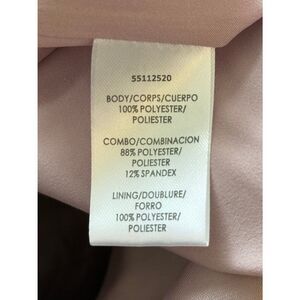 55112520
BODY/CORPS/CUERPO
100% POLYESTER/
POLIESTER
COMBO/COMBINACION
88% POLYESTER/
POLIESTER
12% SPANDEX
LINING/DOUBLURE/
FORRO
100% POLYESTER/
POLIESTER